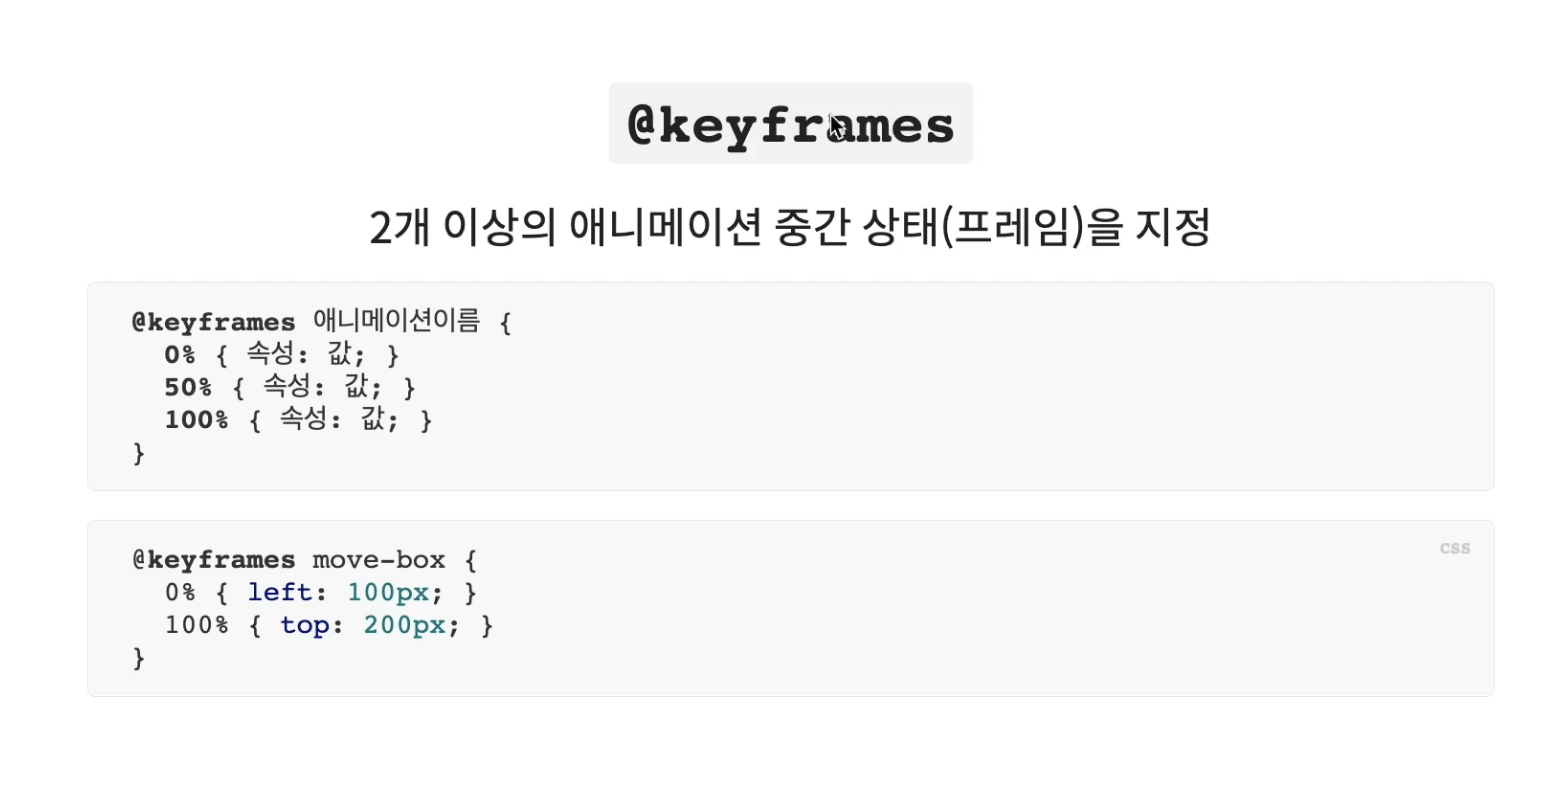 @keyframes
2개 이상의 애니메이션 중간 상태(프레임)을 지정
@keyframes 애니메이션이름 {
0% { 속성: 값; }
50% { 속성: 값; }
100% { 속성: 값; }
}
css
@keyframes move-box {
0% { left: 100px; }
100% { top: 200px; }
}